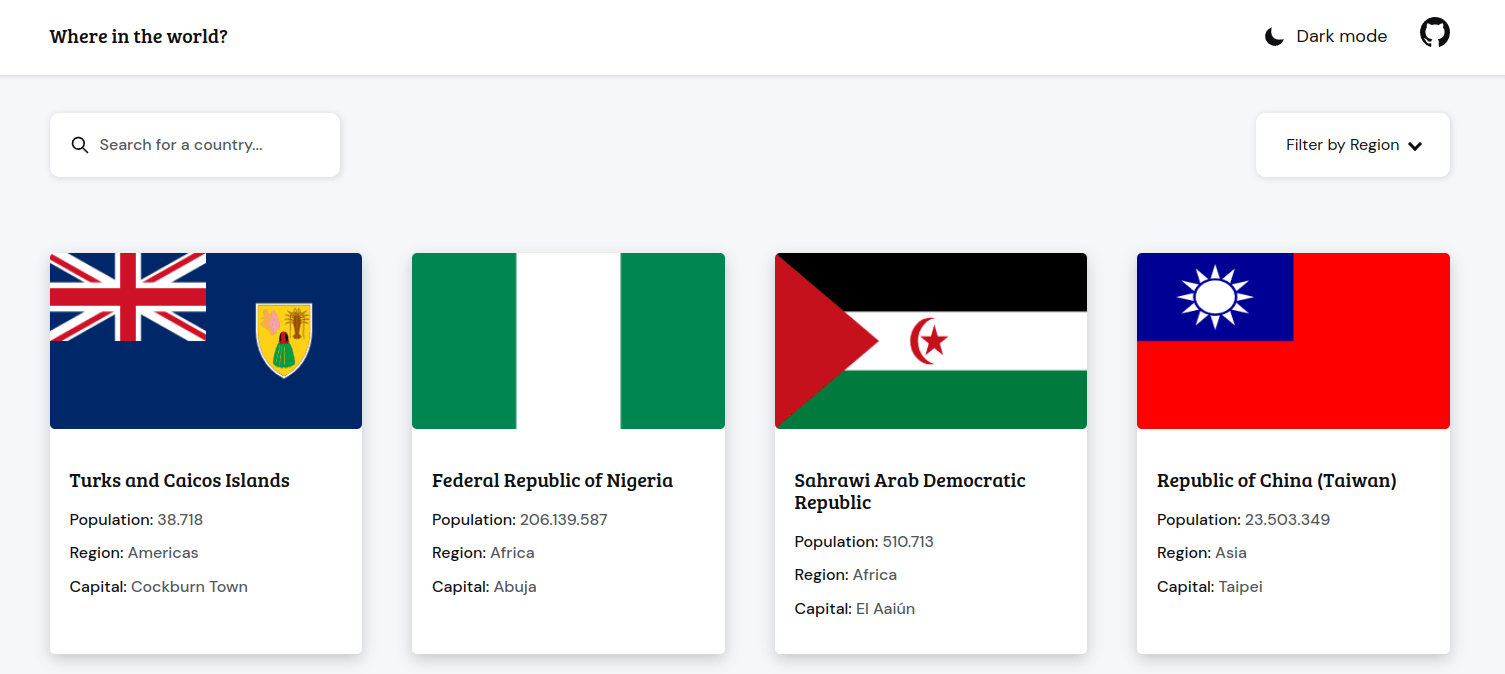 Where in the world?
Dark mode
Search for a country...
Filter by Region
Turks and Caicos Islands
Population: 38.718
Region: Americas
Capital: Cockburn Town
Federal Republic of Nigeria
Population: 206.139.587
Region: Africa
Capital: Abuja
Sahrawi Arab Democratic
Republic
Population: 510.713
Region: Africa
Capital: El Aaiún
Republic of China (Taiwan)
Population: 23.503.349
Region: Asia
Capital: Taipei